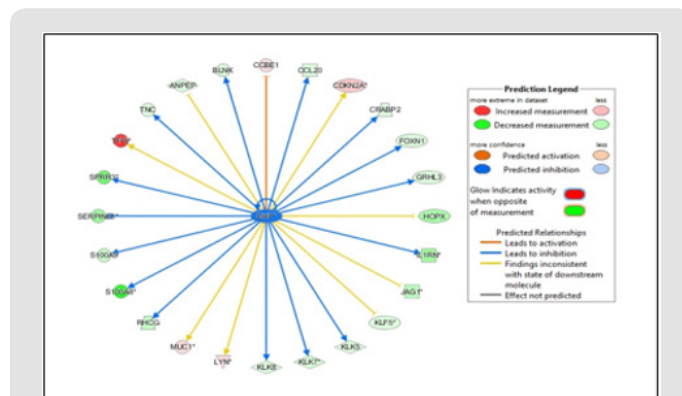 CCBE1
BLNK
CCL20
ANPEP
CDKN2A*
TNC
CRABP2
FOXN1
GRHL3
HOPX
SERPINB*
IL1RN*
S100A9
JAG1*
S100A8*
RHCG
KLF5*
MUC1*
KLK5
LYN*
KLK7*
KLK8
Prediction Legend
more extreme in dataset less
Increased measurement
Decreased measurement
more confidence less
Predicted activation
Predicted inhibition
Glow Indicates activity
when opposite
of measurement
Predicted Relationships
Leads to activation
Leads to inhibition
Findings inconsistent
with state of downstream
molecule
Effect not predicted